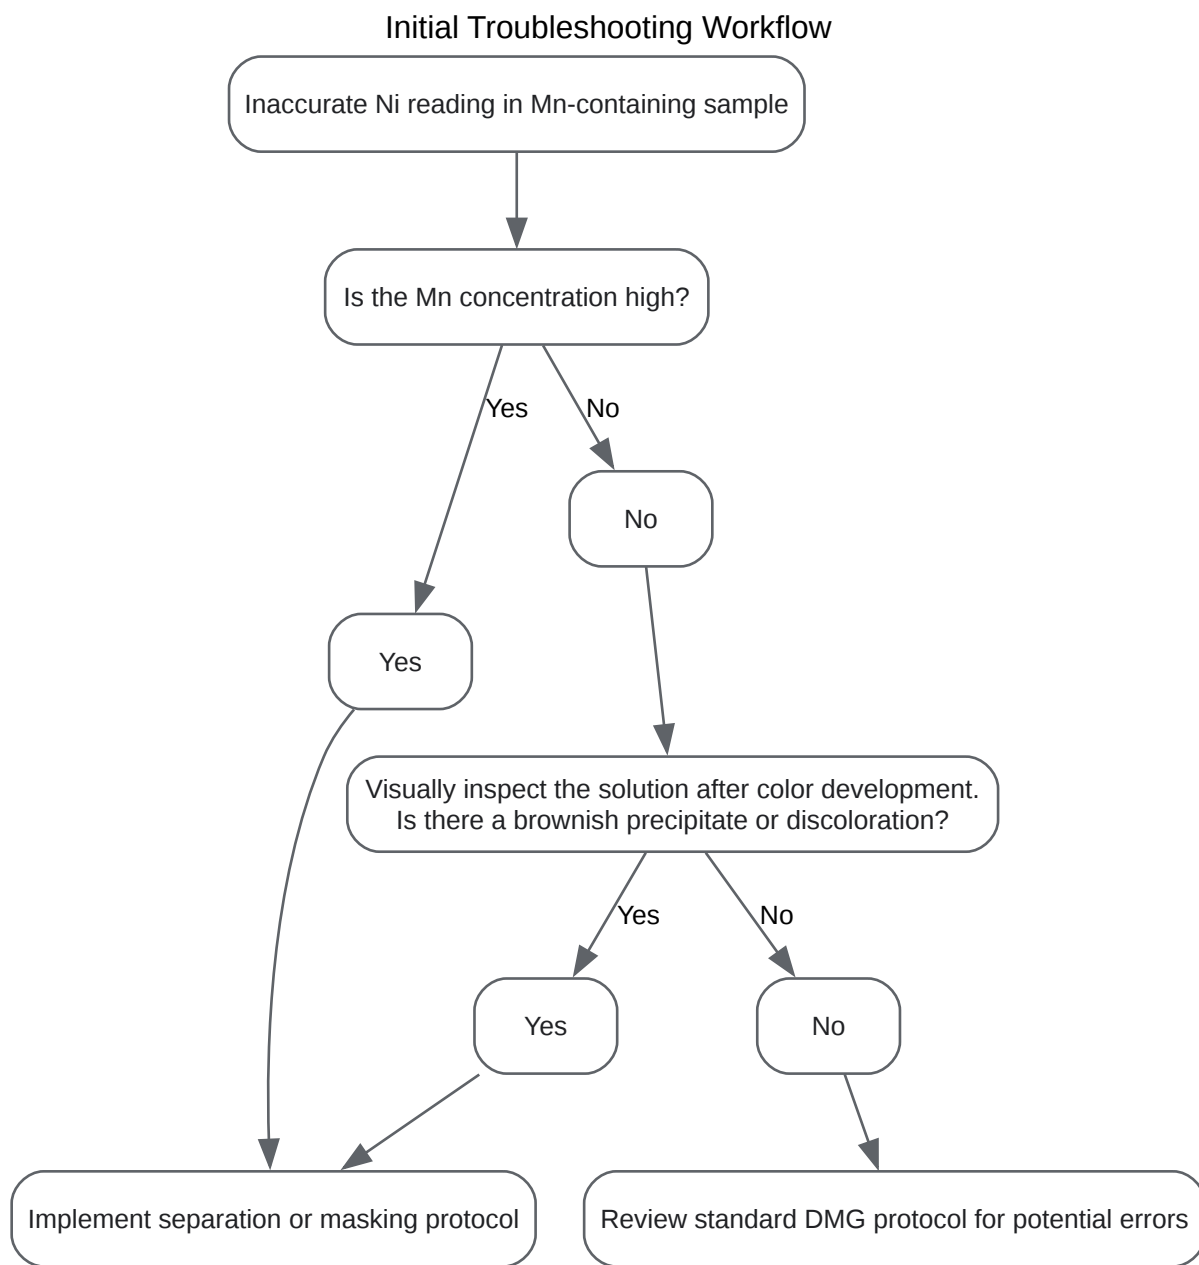 Initial Troubleshooting Workflow
Inaccurate Ni reading in Mn-containing sample
Is the Mn concentration high?
Yes
No
No
Yes
Visually inspect the solution after color development.
Is there a brownish precipitate or discoloration?
Yes
No
Yes
No
Implement separation or masking protocol
Review standard DMG protocol for potential errors